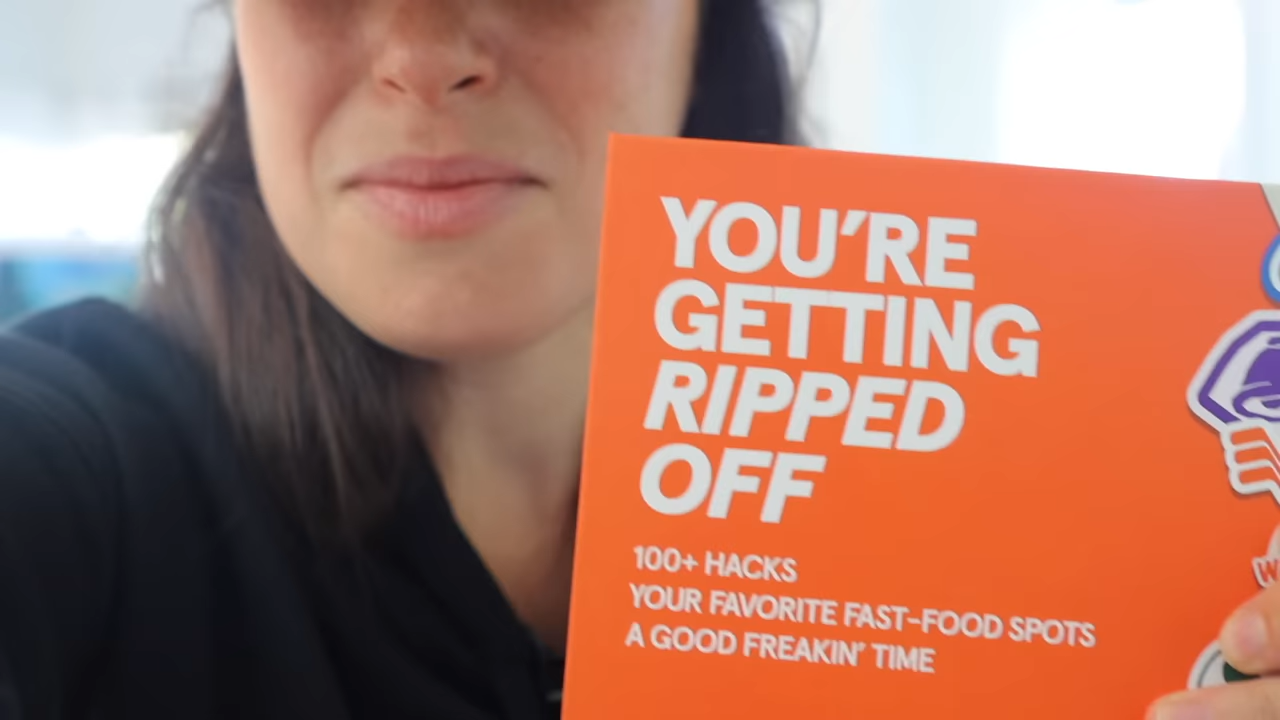 YOU'RE
GETTING
RIPPED
OFF
100+ HACKS
YOUR FAVORITE FAST-FOOD SPOTS
A GOOD FREAKIN' TIME